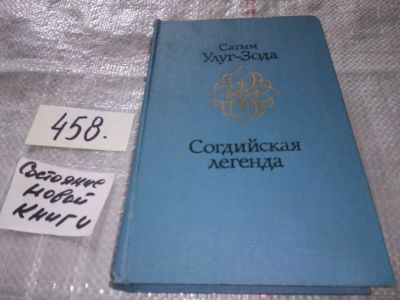 Сатым
Улуг-Зода
Согдийская
легенда
458.
Состояние
новой
книги